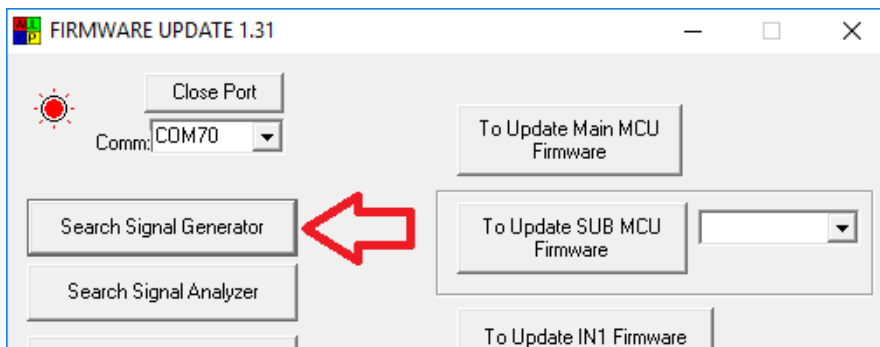 FIRMWARE UPDATE 1.31
Close Port
Comm: COM70
To Update Main MCU
Firmware
Search Signal Generator
To Update SUB MCU
Firmware
Search Signal Analyzer
To Update IN1 Firmware